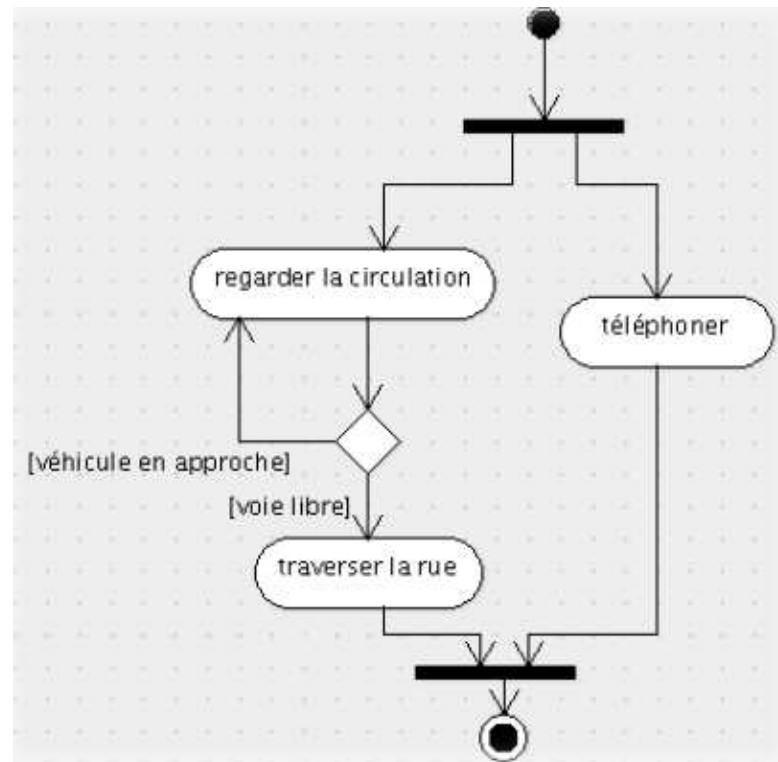 regarder la circulation
téléphoner
[véhicule en approche]
[voie libre]
traverser la rue